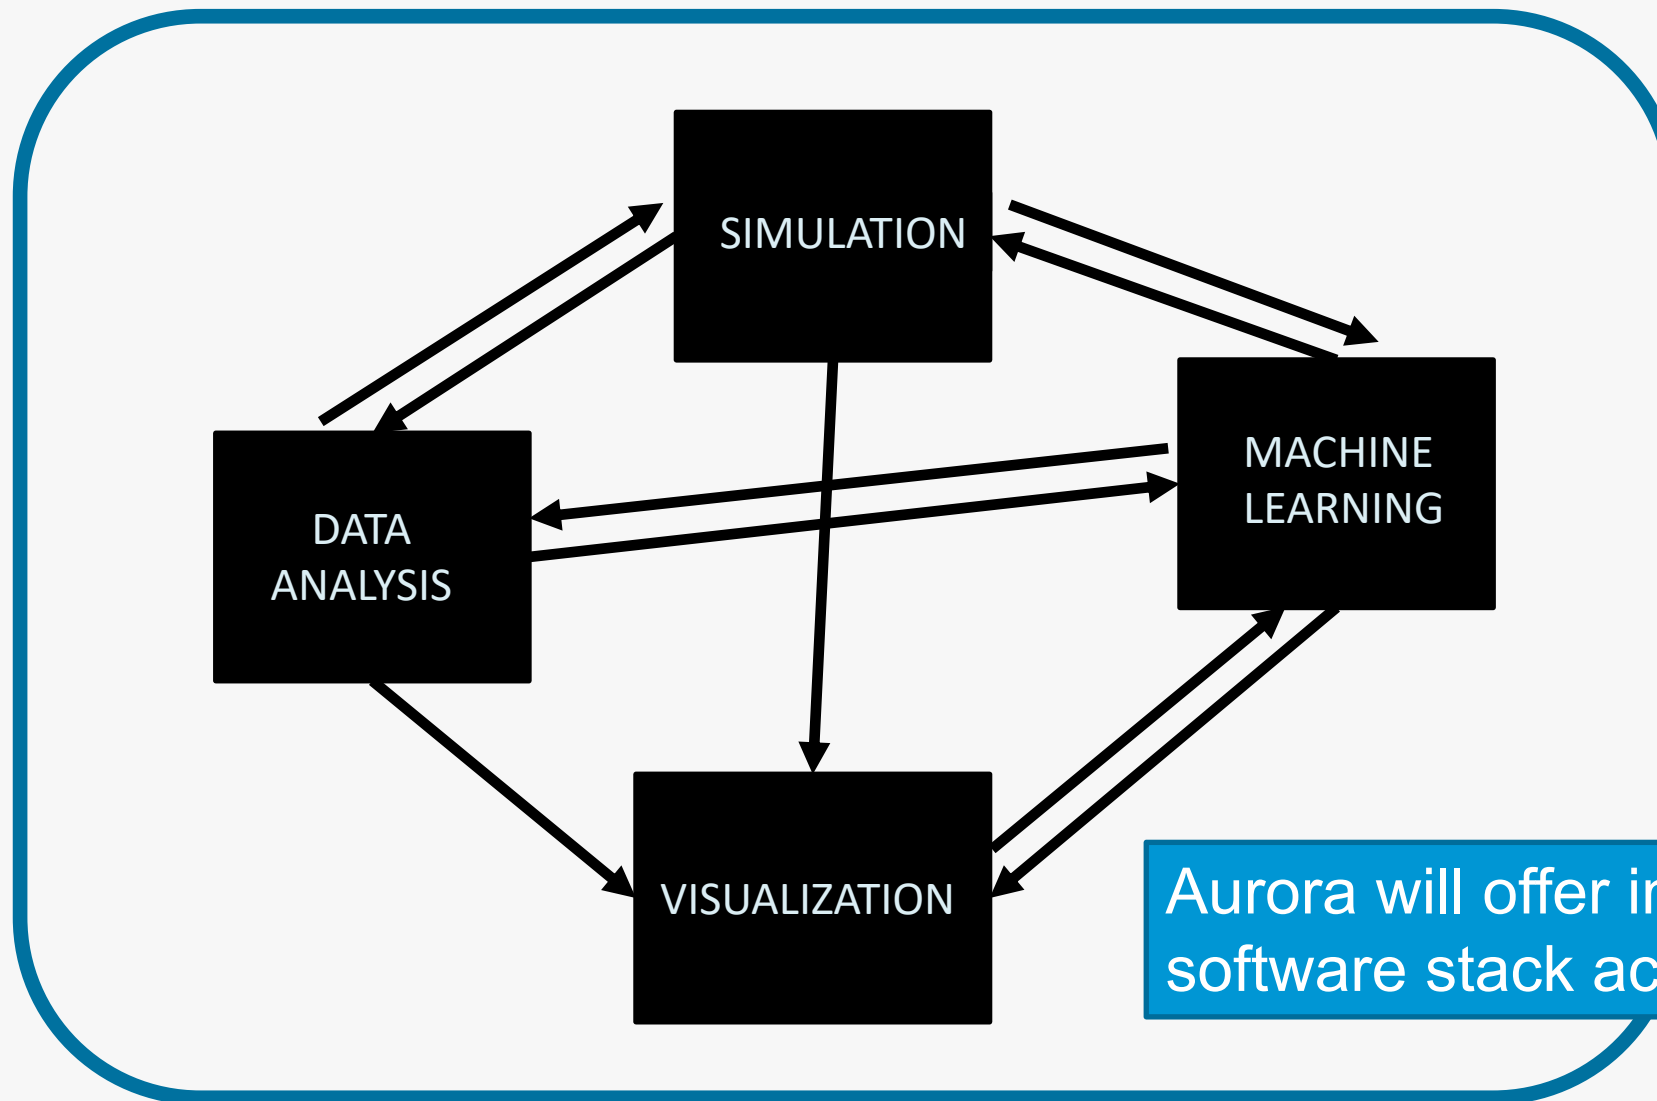 SIMULATION
MACHINE
LEARNING
DATA
ANALYSIS
VISUALIZATION
Aurora will offer
software stack